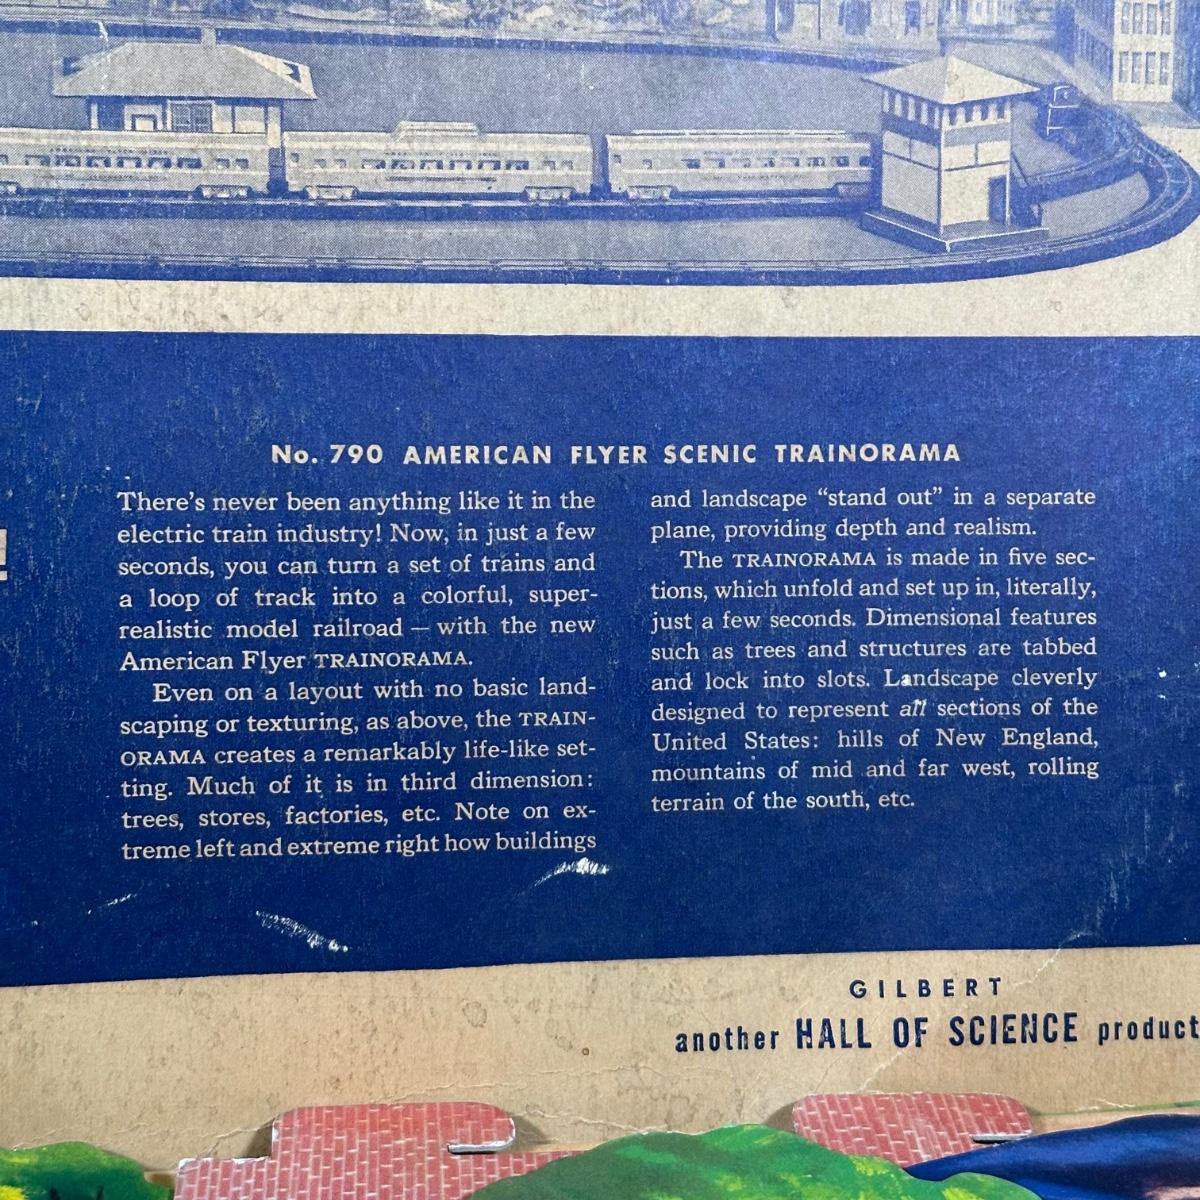 !
No. 790 AMERICAN FLYER SCENIC TRAINORAMA
There's never been anything like it in the
electric train industry! Now, in just a few
seconds, you can turn a set of trains and
a loop of track into a colorful, super-
realistic model railroad — with the new
American Flyer TRAINORAMA.
Even on a layout with no basic land-
scaping or texturing, as above, the TRAIN-
ORAMA creates a remarkably life-like set-
ting. Much of it is in third dimension:
trees, stores, factories, etc. Note on ex-
treme left and extreme right how buildings
and landscape “stand out” in a separate
plane, providing depth and realism.
The TRAINORAMA is made in five sec-
tions, which unfold and set up in, literally,
just a few seconds. Dimensional features
such as trees and structures are tabbed
and lock into slots. Landscape cleverly
designed to represent all sections of the
United States: hills of New England,
mountains of mid and far west, rolling
terrain of the south, etc.
GILBERT
another HALL OF SCIENCE product